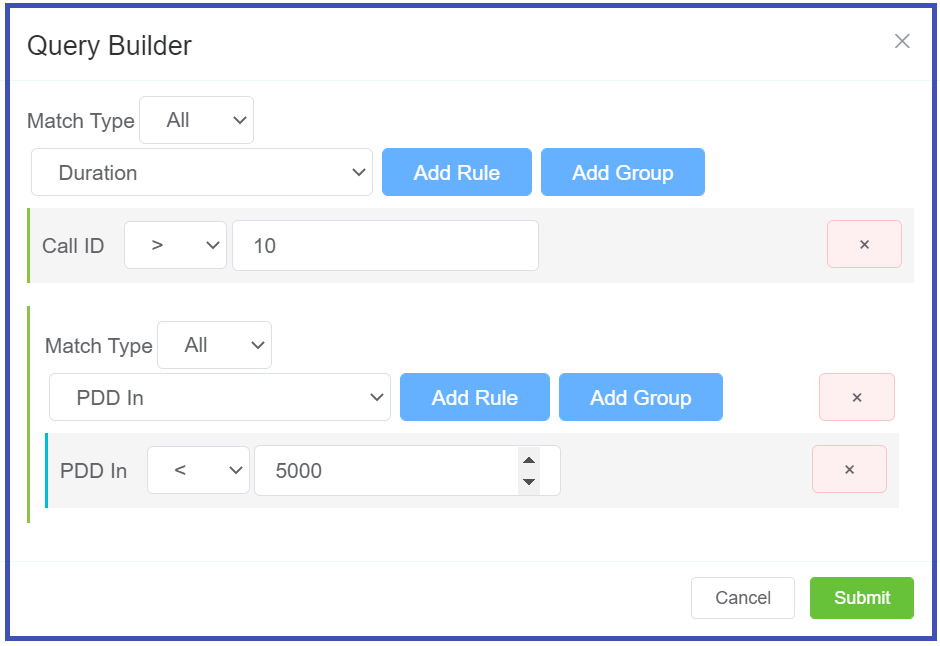 Query Builder ×
Match Type All
Duration Add Rule Add Group
Call ID > 10 ×
Match Type All
PDD In Add Rule Add Group ×
PDD In < 5000 ×
Cancel Submit